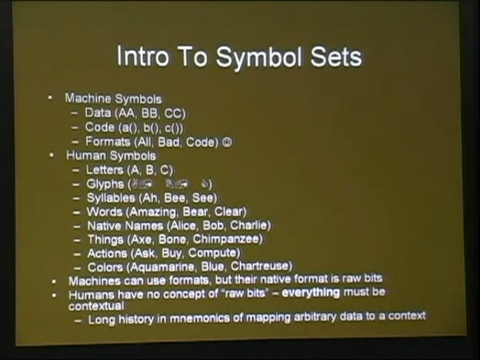 Intro To Symbol Sets
• Machine Symbols
– Data (AA, BB, CC)
– Code (a(), b(), c())
– Formats (All, Bad, Code) ☺
• Human Symbols
– Letters (A, B, C)
– Glyphs (
– Syllables (Ah, Bee, See)
– Words (Amazing, Bear, Clear)
– Native Names (Alice, Bob, Charlie)
– Things (Axe, Bone, Chimpanzee)
– Actions (Ask, Buy, Compute)
– Colors (Aquamarine, Blue, Chartreuse)
• Machines can use formats, but their native format is raw bits
• Humans have no concept of "raw bits" – everything must be
contextual
– Long history in mnemonics of mapping arbitrary data to a context